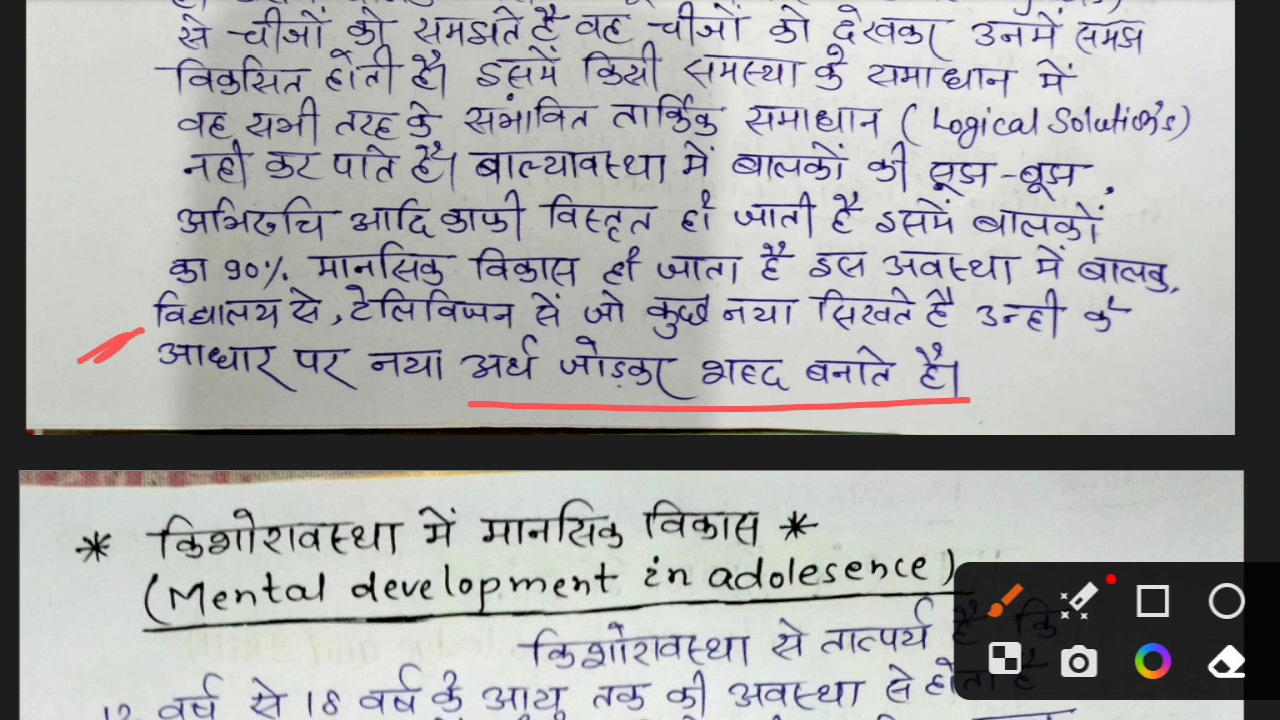 से चीजों को समझते है वह चीजों को देखकर उनमें समझ
विकसित होती है। इसमें किसी समस्या के समाधान में
वह सभी तरह के संभावित तार्किक समाधान ( Logical Solution's)
नही कर पाते है। बाल्यावस्था में बालकों की सूझ-बूझ,
अभिरुचि आदि काफी विस्तृत हो जाती है इसमें बालकों
का 90% मानसिक विकास हो जाता है इस अवस्था में बालक,
विद्यालय से, टेलिविजन से जो कुछ नया सिखते है उन्ही के
आधार पर नया अर्थ जोड़कर शब्द बनाते है।
* किशोरावस्था में मानसिक विकास *
(Mental development in adolesence)
किशोरावस्था से तात्पर्य है कि
12 वर्ष से 18 वर्ष के आयु तक की अवस्था से होता है